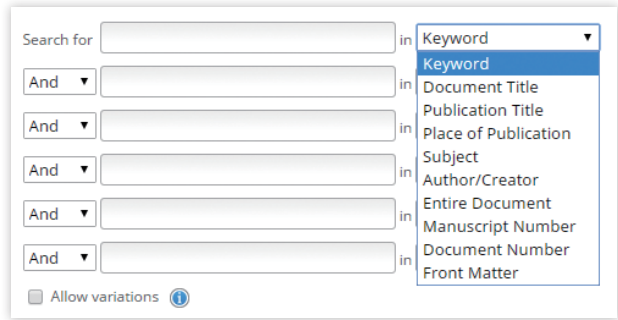 Search for in Keyword
Keyword
And in Document Title
Publication Title
And in Place of Publication
Subject
And in Author/Creator
Entire Document
And in Manuscript Number
Document Number
And in Front Matter
Allow variations i